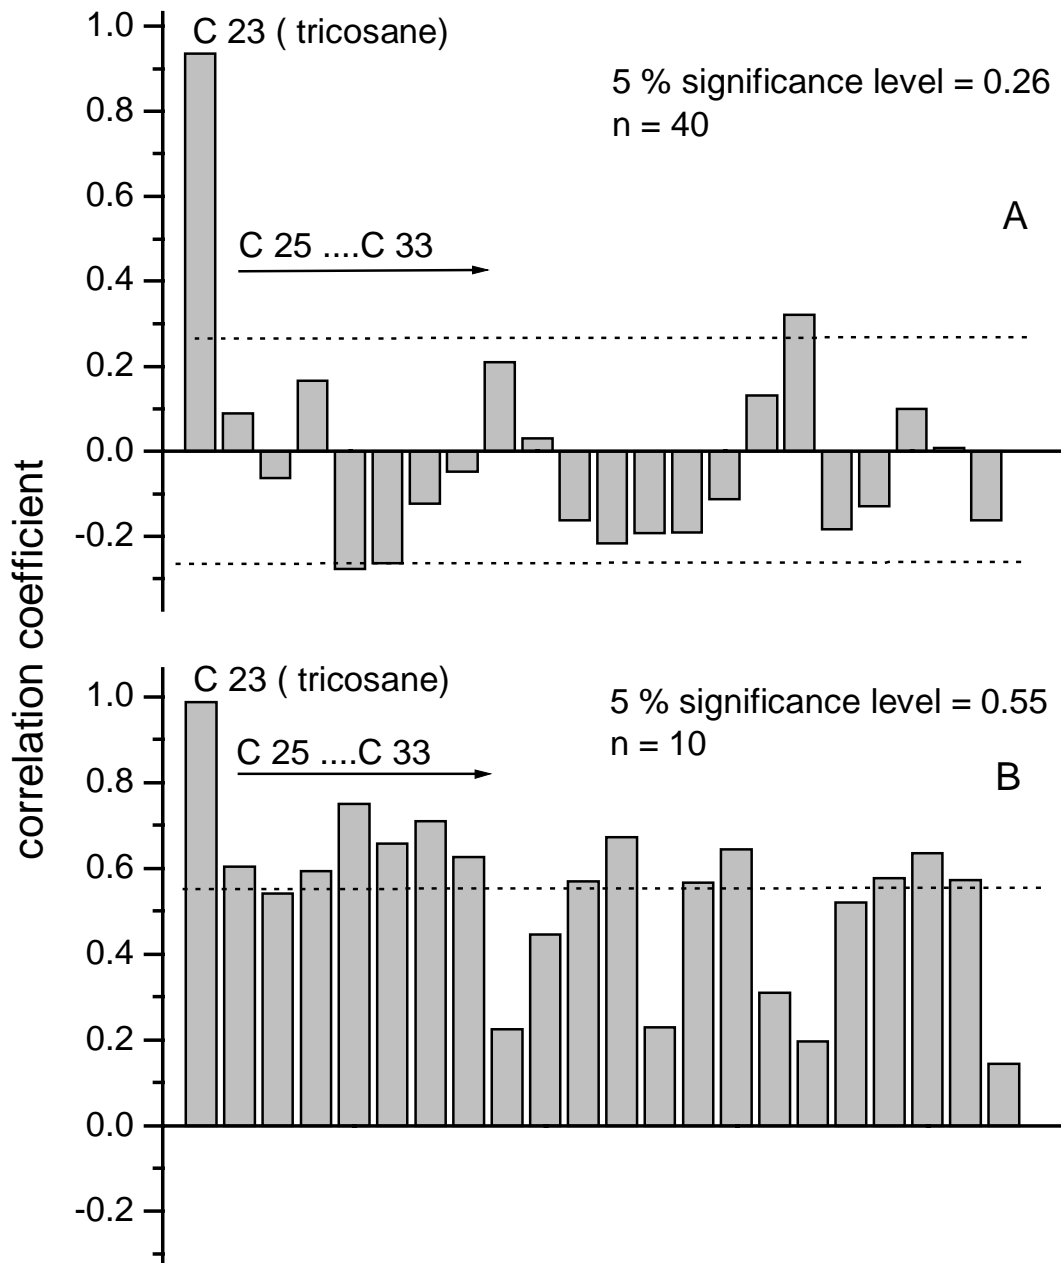 correlation coefficient
1.0
0.8
0.6
0.4
0.2
0.0
-0.2
C 23 ( tricosane)
5 % significance level = 0.26
n = 40
A
C 25 ....C 33
1.0
0.8
0.6
0.4
0.2
0.0
-0.2
C 23 ( tricosane)
5 % significance level = 0.55
n = 10
C 25 ....C 33
B